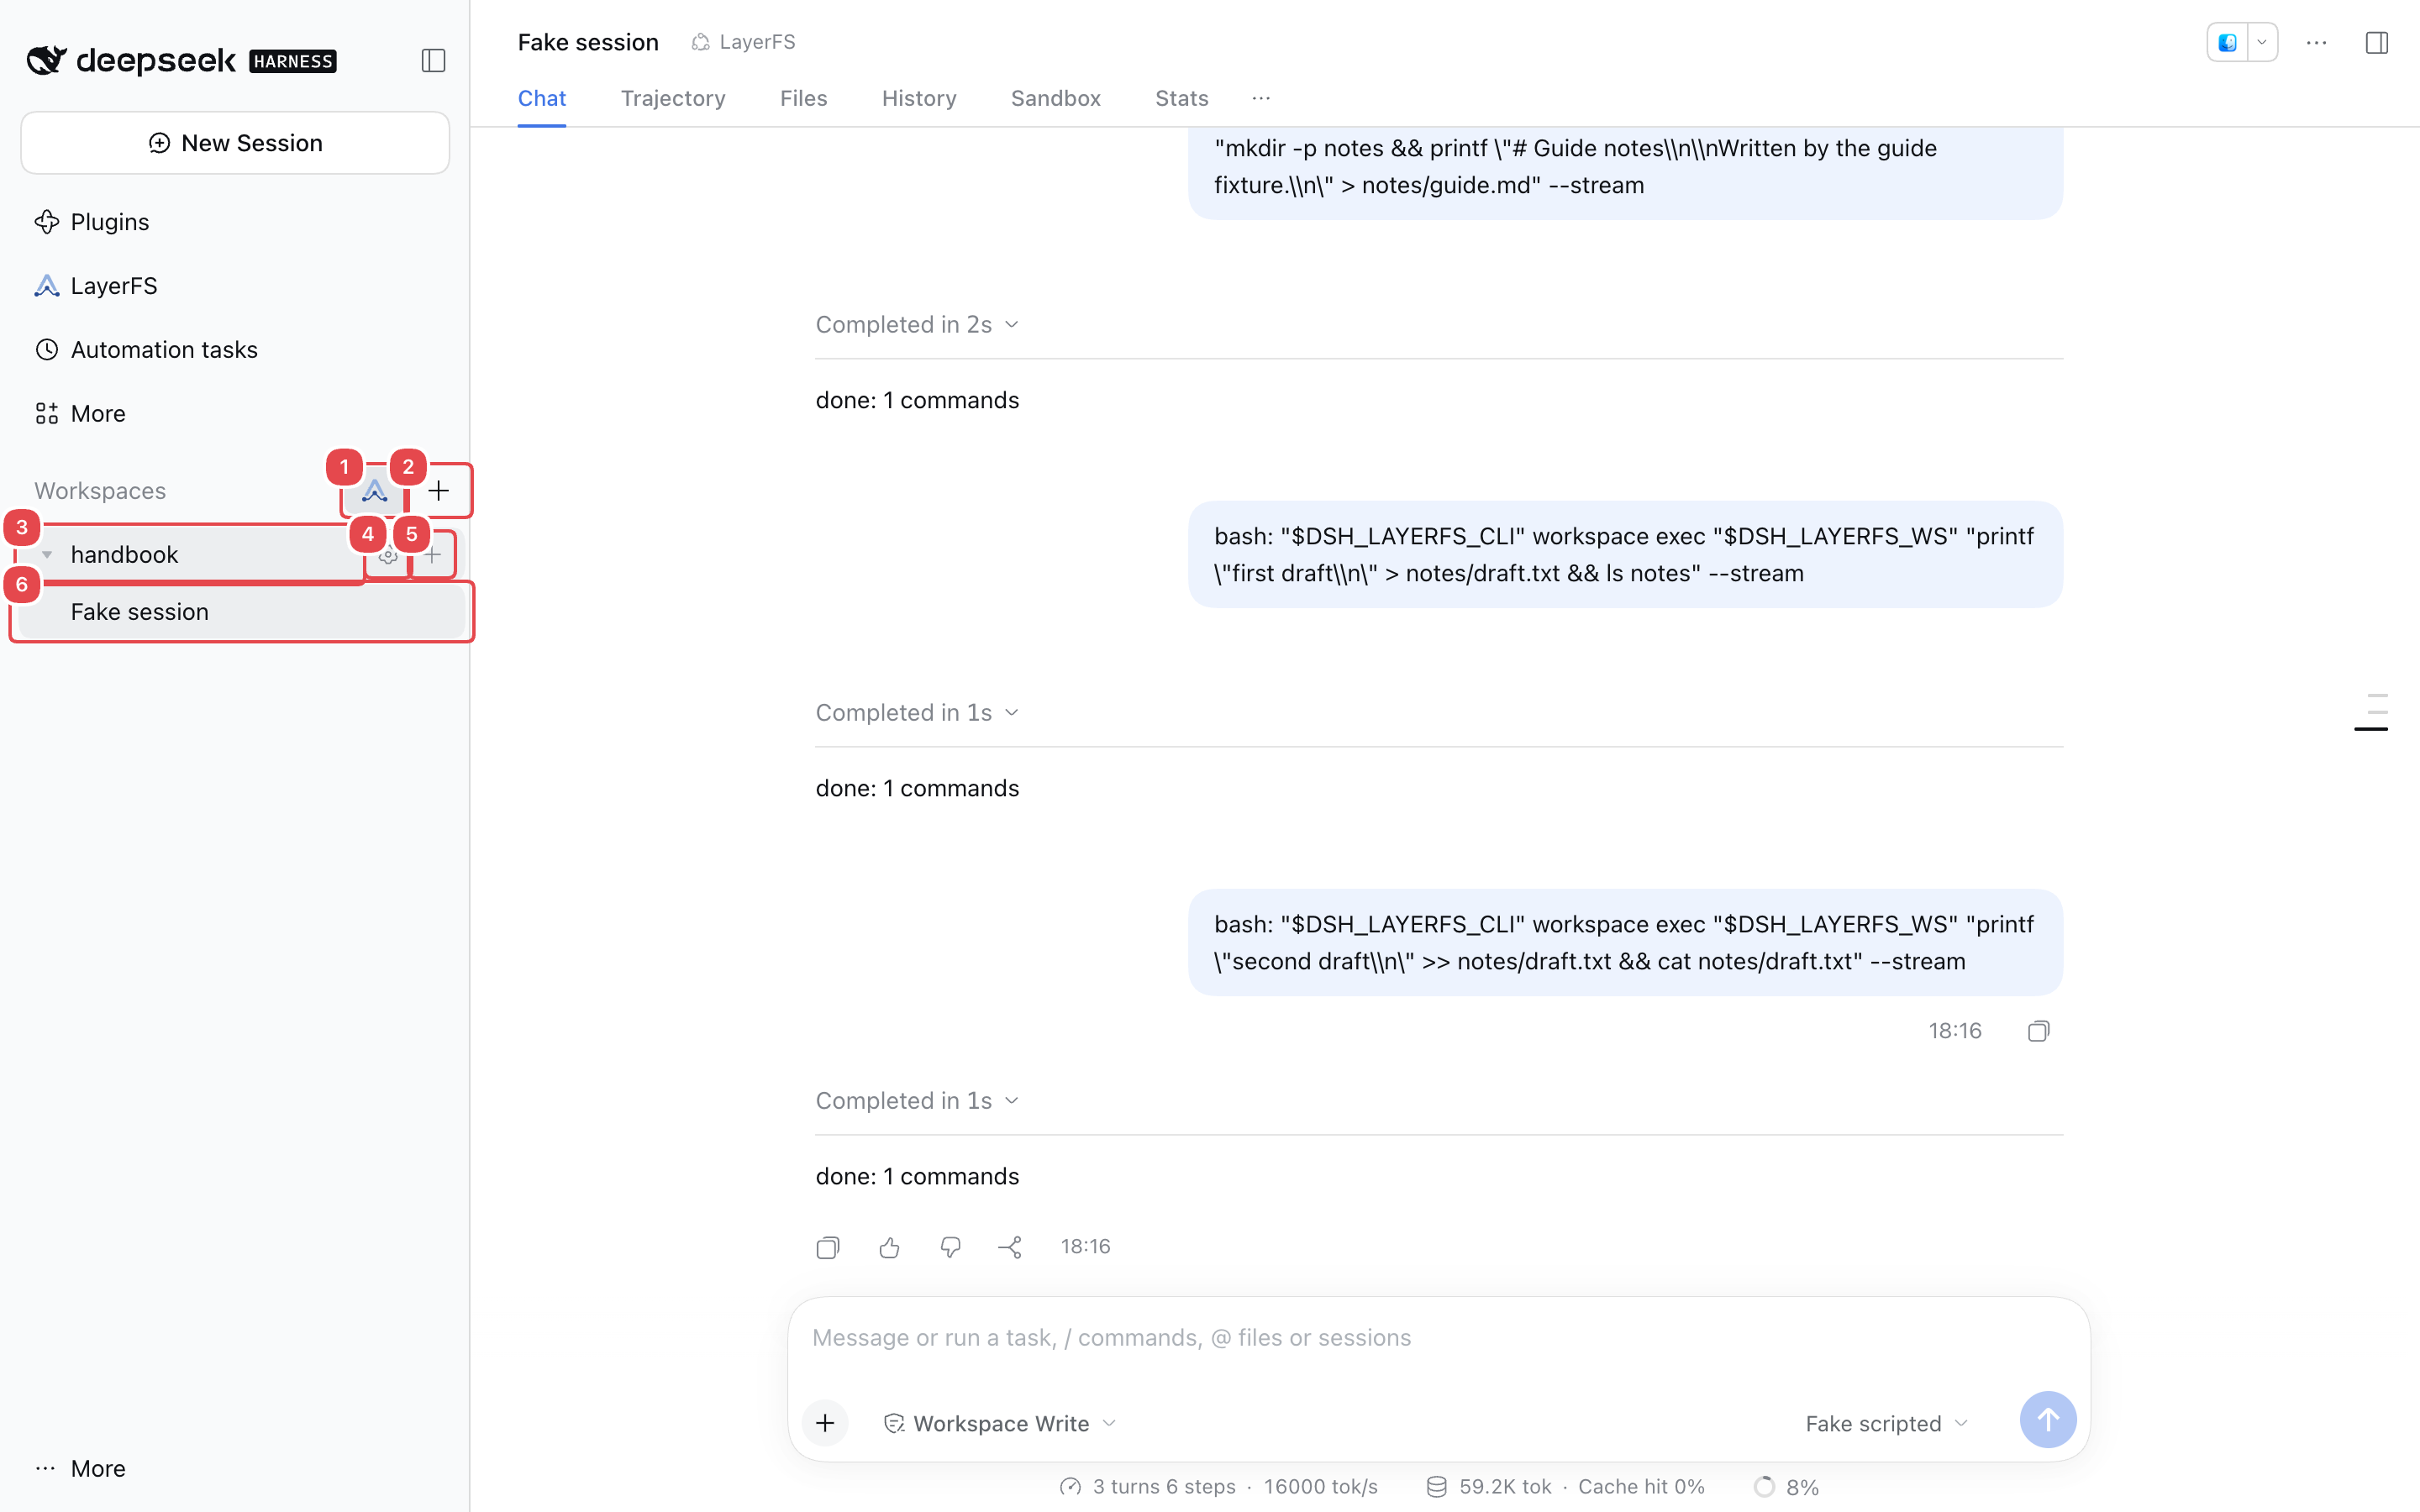 deepseek HARNESS
New Session
Plugins
LayerFS
Automation tasks
More
Workspaces
1
2
3
handbook
4
5
6
Fake session
More
Fake session
LayerFS
Chat
Trajectory
Files
History
Sandbox
Stats
"mkdir -p notes && printf \"# Guide notes\\n\\nWritten by the guide
fixture.\\n\" > notes/guide.md" --stream
Completed in 2s
done: 1 commands
bash: "$DSH_LAYERFS_CLI" workspace exec "$DSH_LAYERFS_WS" "printf
\"first draft\\n\" > notes/draft.txt && ls notes" --stream
Completed in 1s
done: 1 commands
bash: "$DSH_LAYERFS_CLI" workspace exec "$DSH_LAYERFS_WS" "printf
\"second draft\\n\" >> notes/draft.txt && cat notes/draft.txt" --stream
18:16
Completed in 1s
done: 1 commands
18:16
Message or run a task, / commands, @ files or sessions
Workspace Write
Fake scripted
3 turns 6 steps · 16000 tok/s
59.2K tok · Cache hit 0%
8%